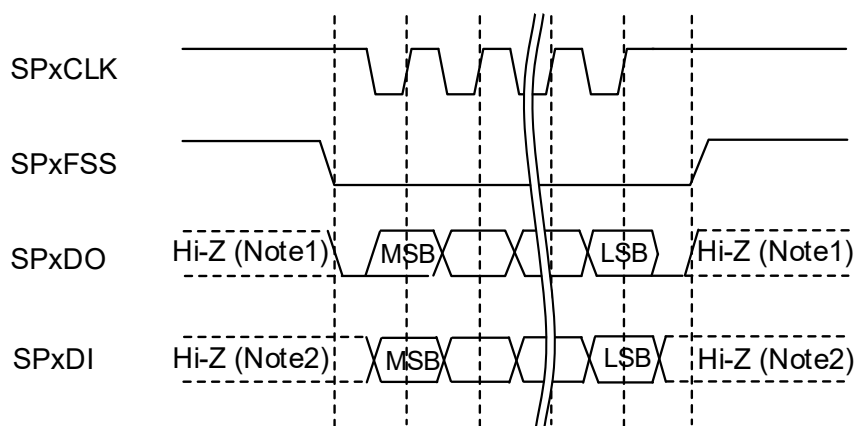 SPxCLK
SPxFSS
SPxDO Hi-Z (Note1) MSB LSB Hi-Z (Note1)
SPxDI Hi-Z (Note2) MSB LSB Hi-Z (Note2)